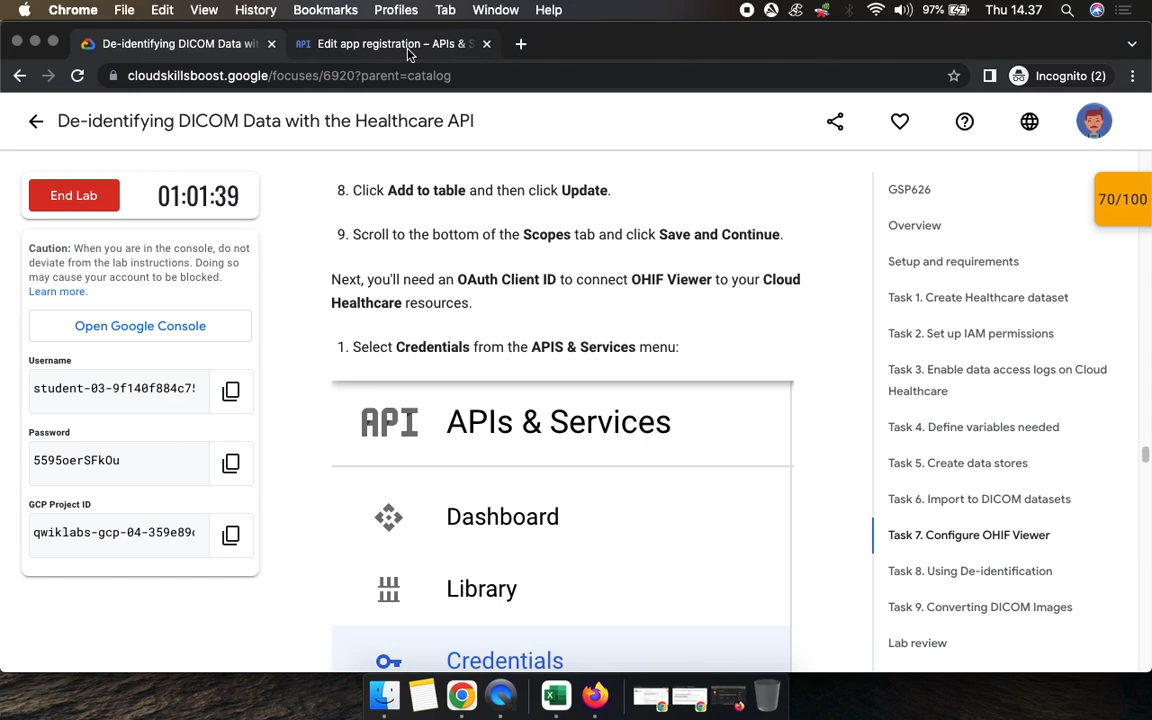 Chrome File Edit View History Bookmarks Profiles Tab Window Help 97% Thu 14.37
De-identifying DICOM Data wit API Edit app registration – APIs & S
cloudskillsboost.google/focuses/6920?parent=catalog Incognito (2)
De-identifying DICOM Data with the Healthcare API
End Lab 01:01:39
Caution: When you are in the console, do not
deviate from the lab instructions. Doing so
may cause your account to be blocked.
Learn more.
Open Google Console
Username
student-03-9f140f884c75
Password
5595oerSFkOu
GCP Project ID
qwiklabs-gcp-04-359e89
8. Click Add to table and then click Update.
9. Scroll to the bottom of the Scopes tab and click Save and Continue.
Next, you'll need an OAuth Client ID to connect OHIF Viewer to your Cloud
Healthcare resources.
1. Select Credentials from the APIS & Services menu:
API APIs & Services
Dashboard
Library
Credentials
GSP626
Overview
Setup and requirements
Task 1. Create Healthcare dataset
Task 2. Set up IAM permissions
Task 3. Enable data access logs on Cloud
Healthcare
Task 4. Define variables needed
Task 5. Create data stores
Task 6. Import to DICOM datasets
Task 7. Configure OHIF Viewer
Task 8. Using De-identification
Task 9. Converting DICOM Images
Lab review
70/100